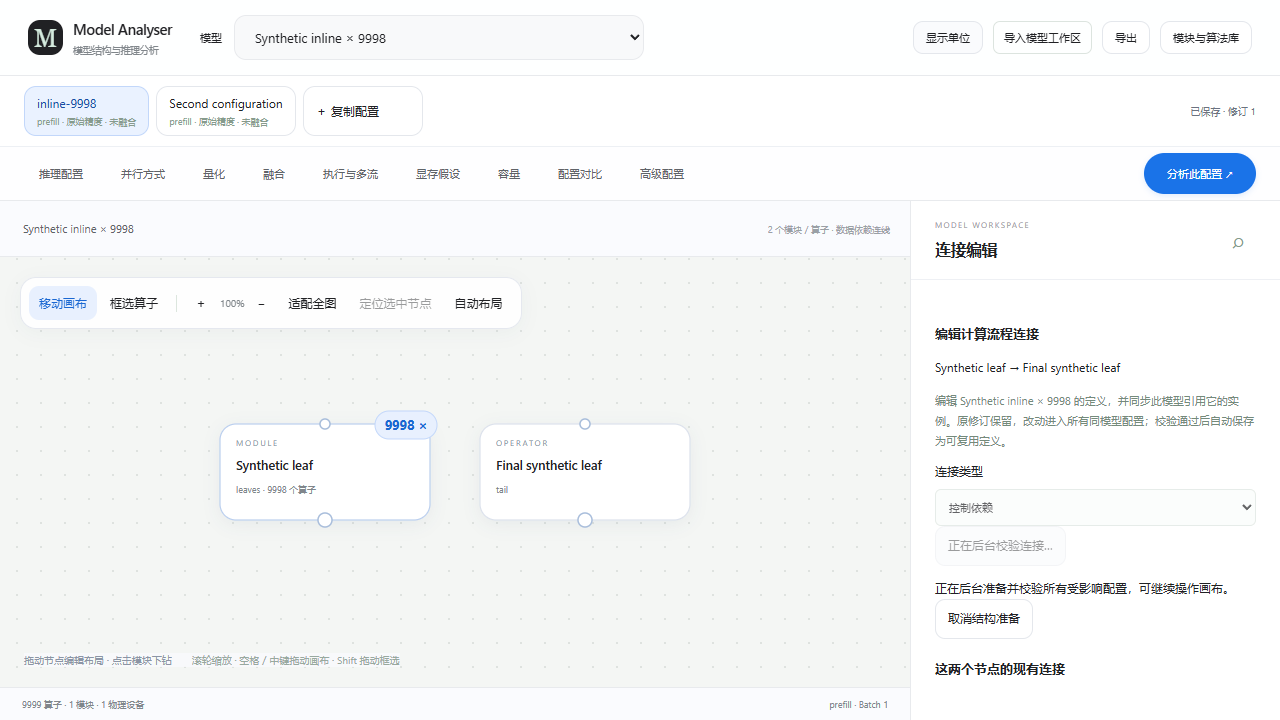 M
Model Analyser
模型结构与推理分析
模型
Synthetic inline × 9998
显示单位
导入模型工作区
导出
模块与算法库
inline-9998
prefill · 原始精度 · 未融合
Second configuration
prefill · 原始精度 · 未融合
+ 复制配置
已保存 · 修订 1
推理配置
并行方式
量化
融合
执行与多流
显存假设
容量
配置对比
高级配置
分析此配置 ↗
Synthetic inline × 9998
2 个模块 / 算子 · 数据依赖连线
MODEL WORKSPACE
连接编辑
移动画布
框选算子
+
100%
−
适配全图
定位选中节点
自动布局
9998 ×
MODULE
Synthetic leaf
leaves · 9998 个算子
OPERATOR
Final synthetic leaf
tail
编辑计算流程连接
Synthetic leaf → Final synthetic leaf
编辑 Synthetic inline × 9998 的定义，并同步此模型引用它的实
例。原修订保留，改动进入所有同模型配置；校验通过后自动保存
为可复用定义。
连接类型
控制依赖
正在后台校验连接…
正在后台准备并校验所有受影响配置，可继续操作画布。
取消结构准备
这两个节点的现有连接
拖动节点编辑布局 · 点击模块下钻
滚轮缩放 · 空格 / 中键拖动画布 · Shift 拖动框选
9999 算子 · 1 模块 · 1 物理设备
prefill · Batch 1